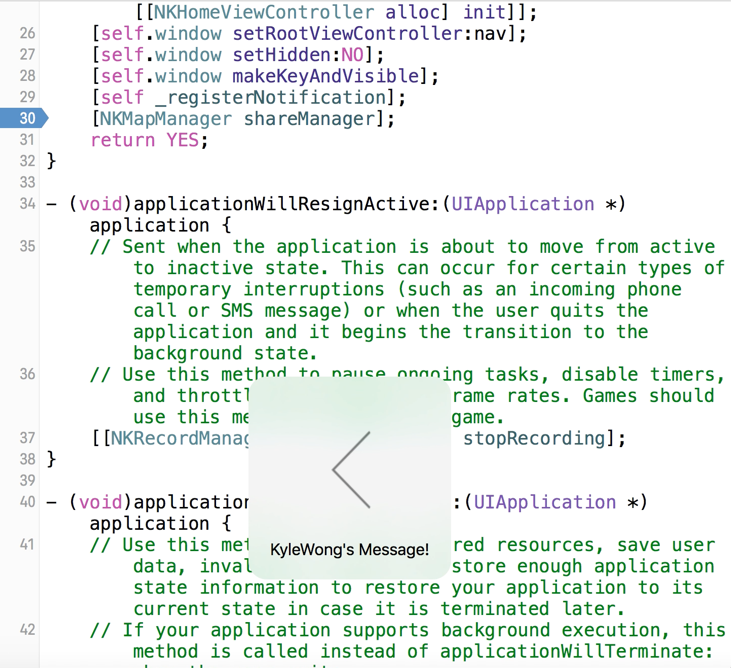 [[NKHomeViewController alloc] init]];
26 [self.window setRootViewController:nav];
27 [self.window setHidden:NO];
28 [self.window makeKeyAndVisible];
29 [self _registerNotification];
30 [NKMapManager shareManager];
31 return YES;
32 }
33
34 – (void)applicationWillResignActive:(UIApplication *)
application {
35 // Sent when the application is about to move from active
to inactive state. This can occur for certain types of
temporary interruptions (such as an incoming phone
call or SMS message) or when the user quits the
application and it begins the transition to the
background state.
36 // Use this method to pause ongoing tasks, disable timers,
and throttl rame rates. Games should
use this me game.
37 [[NKRecordManag stopRecording];
38 }
39
40 – (void)application :(UIApplication *)
application {
41 // Use this met red resources, save user
KyleWong's Message!
data, inval store enough application
state information to restore your application to its
current state in case it is terminated later.
42 // If your application supports background execution, this
method is called instead of applicationWillTerminate: